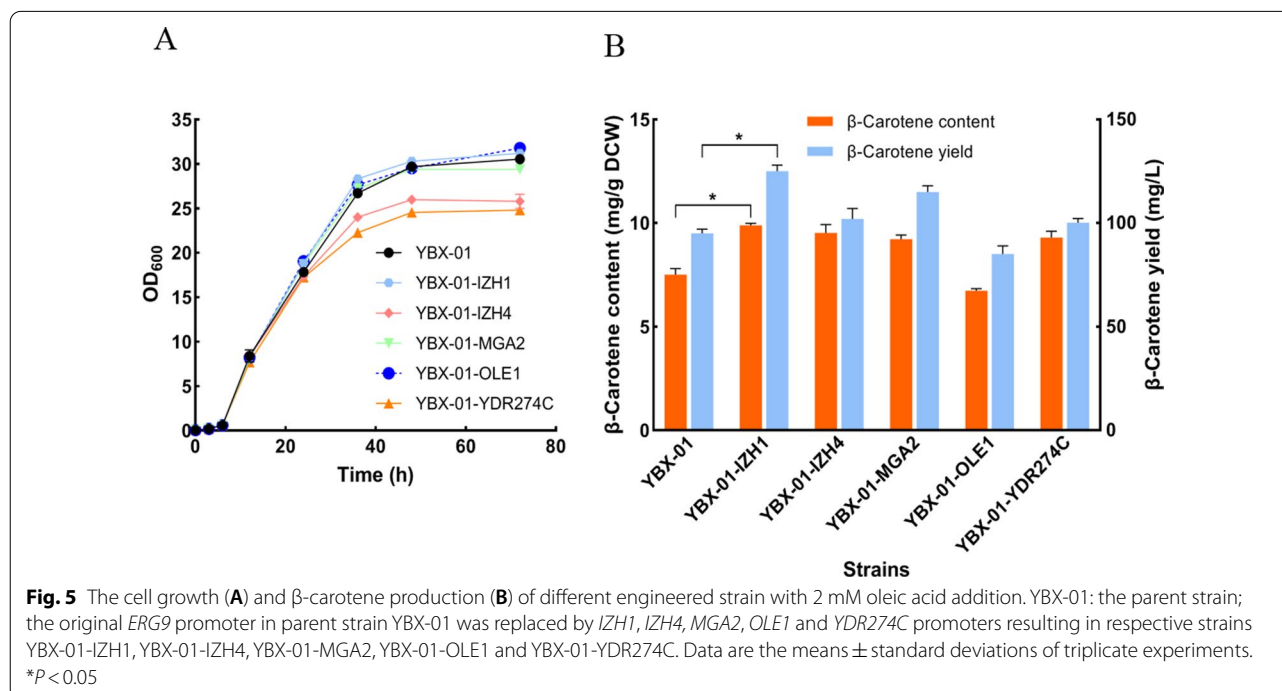 A
35
30
25
20
15
10
5
0
OD600
0 20 40 60 80
Time (h)
YBX-01
YBX-01-IZH1
YBX-01-IZH4
YBX-01-MGA2
YBX-01-OLE1
YBX-01-YDR274C
B
β-Carotene content
β-Carotene yield
*
*
15
10
5
0
β-Carotene content (mg/g DCW)
150
100
50
0
β-Carotene yield (mg/L)
YBX-01
YBX-01-IZH1
YBX-01-IZH4
YBX-01-MGA2
YBX-01-OLE1
YBX-01-YDR274C
Strains
Fig. 5 The cell growth (A) and β-carotene production (B) of different engineered strain with 2 mM oleic acid addition. YBX-01: the parent strain;
the original ERG9 promoter in parent strain YBX-01 was replaced by IZH1, IZH4, MGA2, OLE1 and YDR274C promoters resulting in respective strains
YBX-01-IZH1, YBX-01-IZH4, YBX-01-MGA2, YBX-01-OLE1 and YBX-01-YDR274C. Data are the means ± standard deviations of triplicate experiments.
*P < 0.05